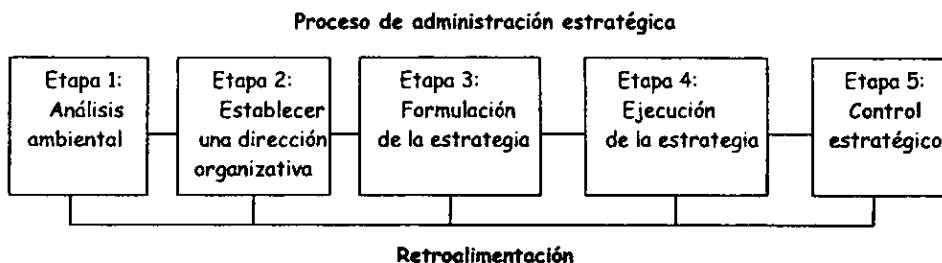 Proceso de administración estratégica
Etapa 1:
Análisis
ambiental
Etapa 2:
Establecer
una dirección
organizativa
Etapa 3:
Formulación
de la estrategia
Etapa 4:
Ejecución
de la estrategia
Etapa 5:
Control
estratégico
Retroalimentación